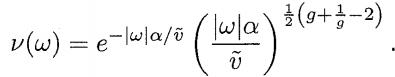 ν(ω) = e^{-|ω|α/ṽ} (|ω|α/ṽ)^{½(g+1/g−2)} .